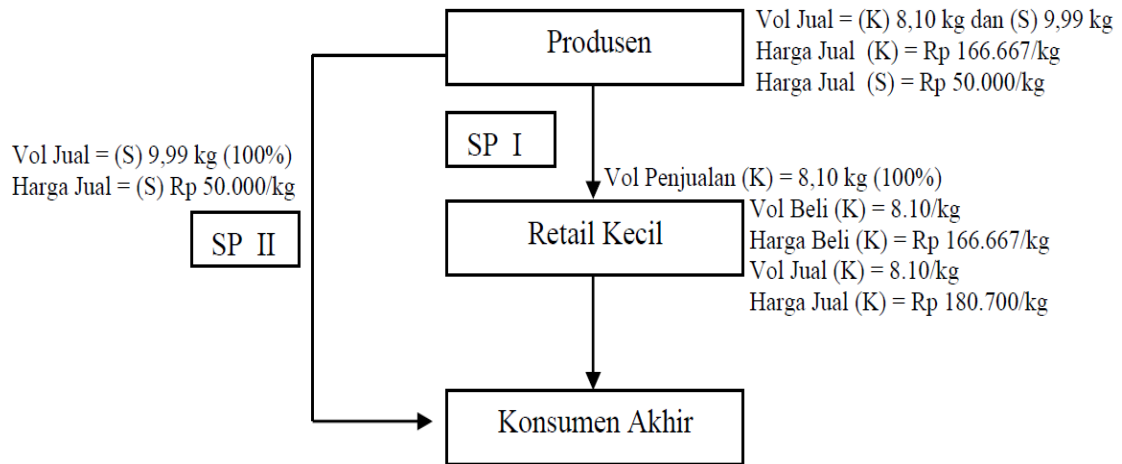 Produsen
Vol Jual = (K) 8,10 kg dan (S) 9,99 kg
Harga Jual (K) = Rp 166.667/kg
Harga Jual (S) = Rp 50.000/kg
SP I
Vol Jual = (S) 9,99 kg (100%)
Harga Jual = (S) Rp 50.000/kg
SP II
Vol Penjualan (K) = 8,10 kg (100%)
Retail Kecil
Vol Beli (K) = 8.10/kg
Harga Beli (K) = Rp 166.667/kg
Vol Jual (K) = 8.10/kg
Harga Jual (K) = Rp 180.700/kg
Konsumen Akhir